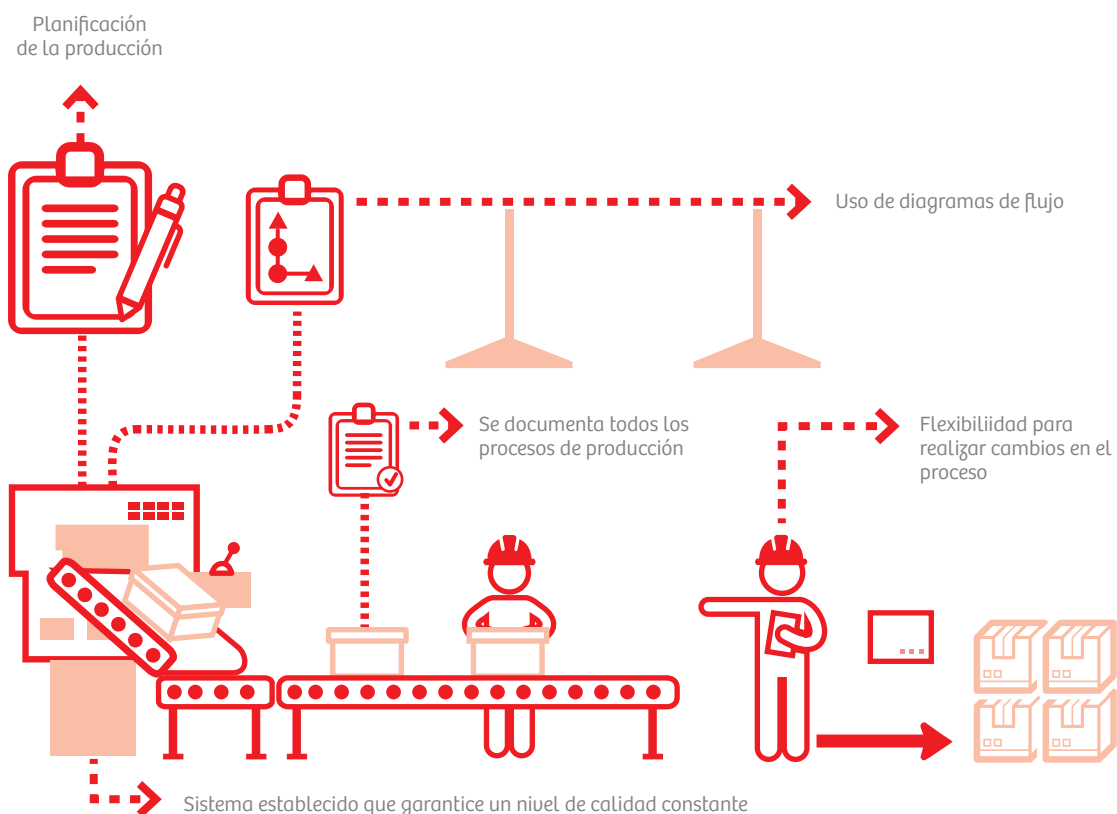 Planificación
de la producción
Uso de diagramas de flujo
Se documenta todos los
procesos de producción
Flexibiliidad para
realizar cambios en el
proceso
Sistema establecido que garantice un nivel de calidad constante